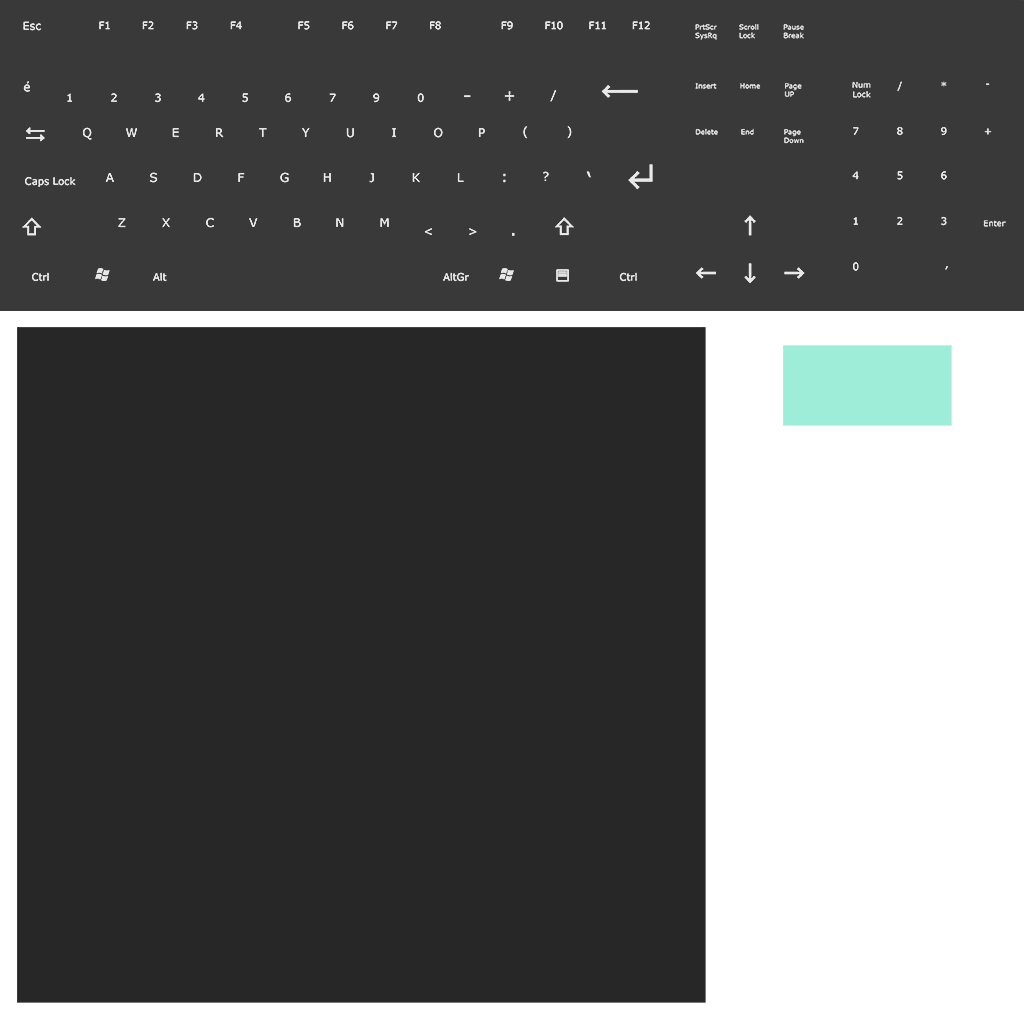 Esc F1 F2 F3 F4 F5 F6 F7 F8 F9 F10 F11 F12 PrtScr Scroll Pause
SysRq Lock Break
é 1 2 3 4 5 6 7 9 0 - + / ← Insert Home Page Num / * -
UP Lock
Q W E R T Y U I O P ( ) Delete End Page 7 8 9 +
Down
Caps Lock A S D F G H J K L : ? ‛ 4 5 6
Z X C V B N M < > . ↑ 1 2 3 Enter
Ctrl Alt AltGr Ctrl ← ↓ → 0 ,